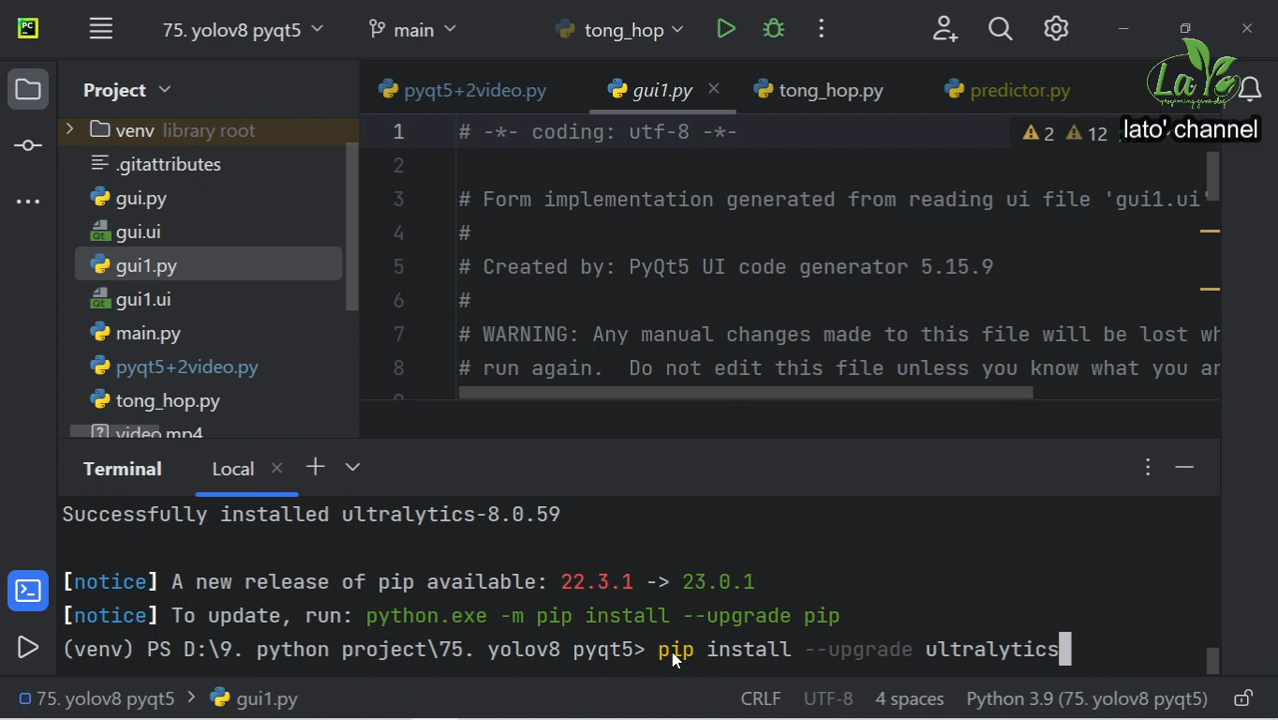 PC
75. yolov8 pyqt5
main
tong_hop
Project
pyqt5+2video.py
gui1.py
tong_hop.py
predictor.py
LaTo
lato' channel
venv library root
.gitattributes
gui.py
gui.ui
gui1.py
gui1.ui
main.py
pyqt5+2video.py
tong_hop.py
video.mp4
1 # -*- coding: utf-8 -*-
2 12
2
3 # Form implementation generated from reading ui file 'gui1.ui'
4 #
5 # Created by: PyQt5 UI code generator 5.15.9
6 #
7 # WARNING: Any manual changes made to this file will be lost wh
8 # run again.  Do not edit this file unless you know what you ar
Terminal
Local
Successfully installed ultralytics-8.0.59
[notice] A new release of pip available: 22.3.1 -> 23.0.1
[notice] To update, run: python.exe -m pip install --upgrade pip
(venv) PS D:\9. python project\75. yolov8 pyqt5> pip install --upgrade ultralytics
75. yolov8 pyqt5 > gui1.py
CRLF UTF-8 4 spaces Python 3.9 (75. yolov8 pyqt5)